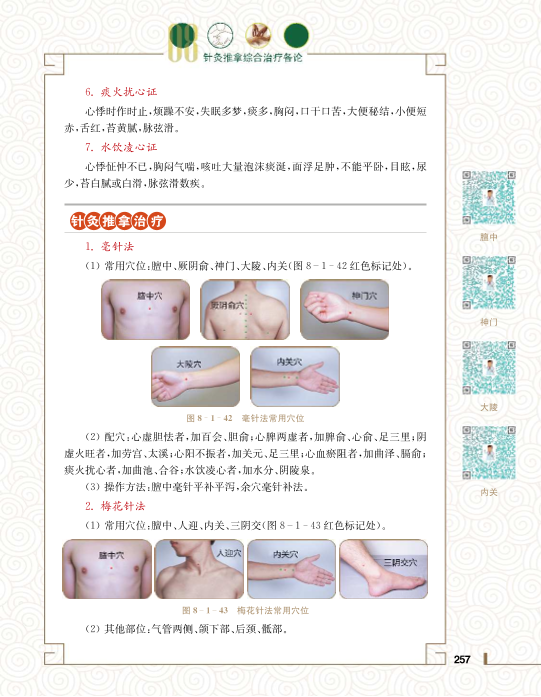 08
针灸推拿综合治疗各论
6. 痰火扰心证
心悸时作时止,烦躁不安,失眠多梦,痰多,胸闷,口干口苦,大便秘结,小便短
赤,舌红,苔黄腻,脉弦滑。
7. 水饮凌心证
心悸怔忡不已,胸闷气喘,咳吐大量泡沫痰涎,面浮足肿,不能平卧,目眩,尿
少,苔白腻或白滑,脉弦滑数疾。
针灸推拿治疗
1. 毫针法
(1) 常用穴位:膻中、厥阴俞、神门、大陵、内关(图 8-1-42 红色标记处)。
膻中穴
厥阴俞穴
神门穴
大陵穴
内关穴
图 8-1-42 毫针法常用穴位
(2) 配穴:心虚胆怯者,加百会、胆俞;心脾两虚者,加脾俞、心俞、足三里;阴
虚火旺者,加劳宫、太溪;心阳不振者,加关元、足三里;心血瘀阻者,加曲泽、膈俞;
痰火扰心者,加曲池、合谷;水饮凌心者,加水分、阴陵泉。
(3) 操作方法:膻中毫针平补平泻,余穴毫针补法。
2. 梅花针法
(1) 常用穴位:膻中、人迎、内关、三阴交(图 8-1-43 红色标记处)。
膻中穴
人迎穴
内关穴
三阴交穴
图 8-1-43 梅花针法常用穴位
(2) 其他部位:气管两侧、颌下部、后颈、骶部。
膻中
神门
大陵
内关
257